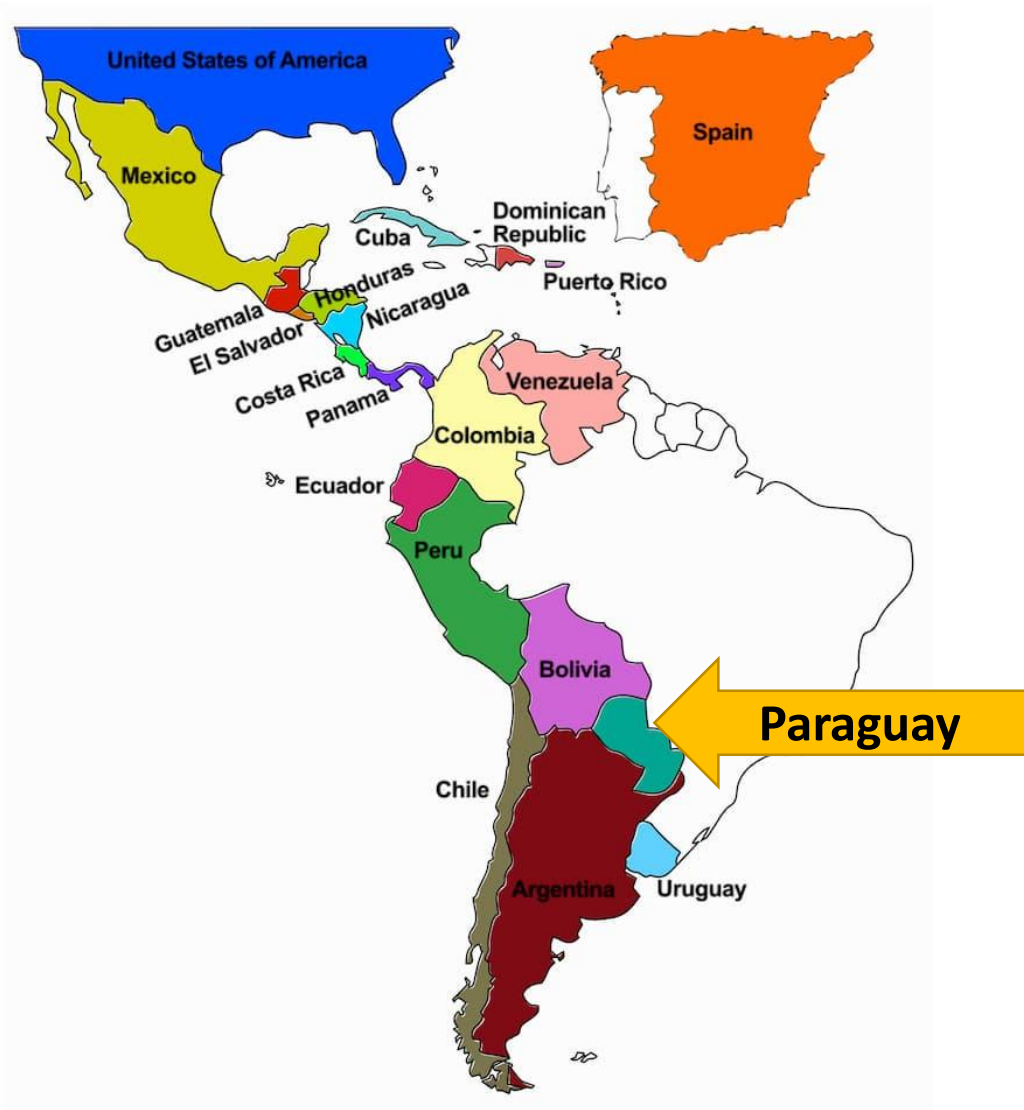 United States of America
Spain
Mexico
Dominican
Republic
Cuba
Puerto Rico
Honduras
Nicaragua
Guatemala
El Salvador
Costa Rica
Panama
Venezuela
Colombia
Ecuador
Peru
Bolivia
Paraguay
Chile
Argentina
Uruguay